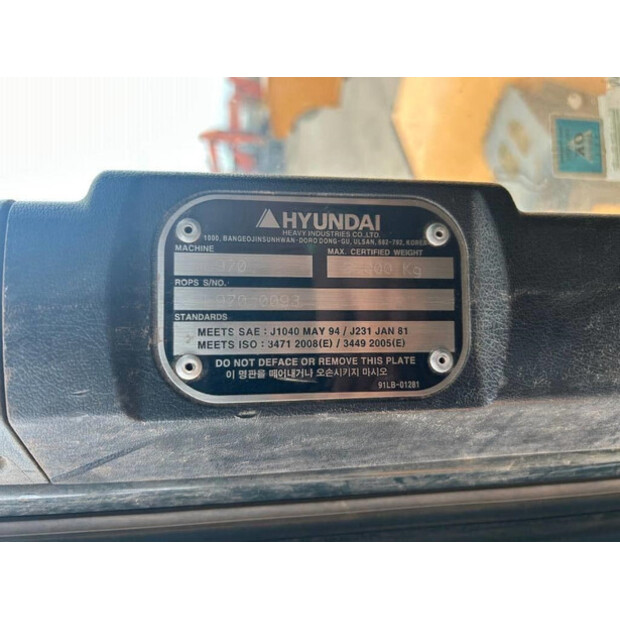 HYUNDAI
HEAVY INDUSTRIES CO.,LTD.
1000, BANGEOJINSUNHWAN-DORO DONG-GU, ULSAN, 682-792, KOREA
MACHINE MAX. CERTIFIED WEIGHT
970 Kg
ROPS S/NO.
STANDARDS
MEETS SAE : J1040 MAY 94 / J231 JAN 81
MEETS ISO : 3471 2008(E) / 3449 2005(E)
DO NOT DEFACE OR REMOVE THIS PLATE
이 명판을 떼어내거나 오손시키지 마시오
91LB-01281